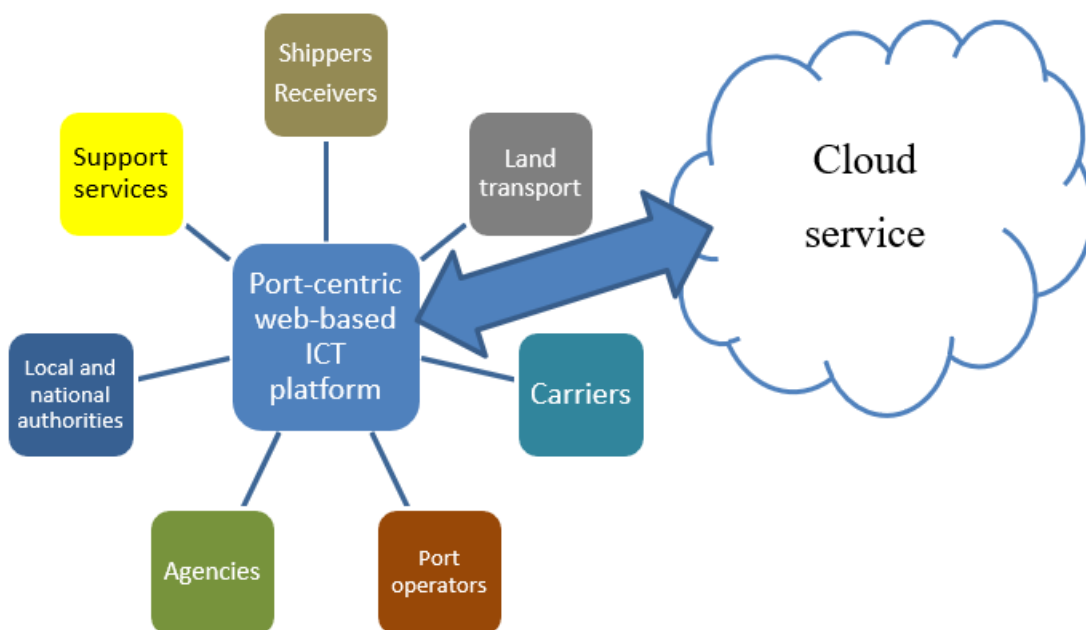 Shippers
Receivers
Support
services
Land
transport
Cloud
service
Port-centric
web-based
ICT
platform
Local and
national
authorities
Carriers
Agencies
Port
operators